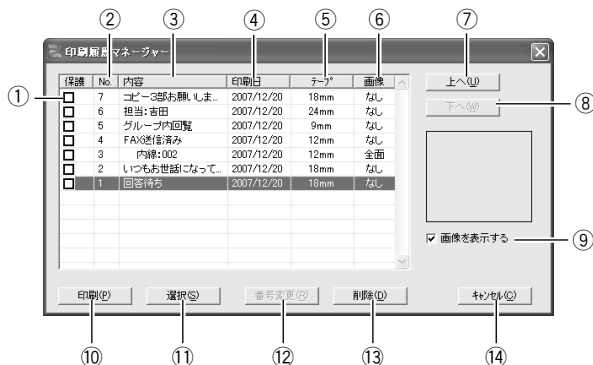 ② ③ ④ ⑤ ⑥ ⑦
印刷履歴マネージャー
保護 No. 内容 印刷日 テープ 画像
上へ(U)
①
7 コピー3部お願いしま... 2007/12/20 18mm なし
下へ(W)
⑧
6 担当:吉田 2007/12/20 24mm なし
5 グループ内回覧 2007/12/20 9mm なし
4 FAX送信済み 2007/12/20 12mm なし
3 内線:002 2007/12/20 12mm 全面
2 いつもお世話になって... 2007/12/20 18mm なし
1 回答待ち 2007/12/20 18mm なし
画像を表示する
⑨
印刷(P) 選択(S) 番号変更(R) 削除(D) キャンセル(C)
⑩ ⑪ ⑫ ⑬ ⑭